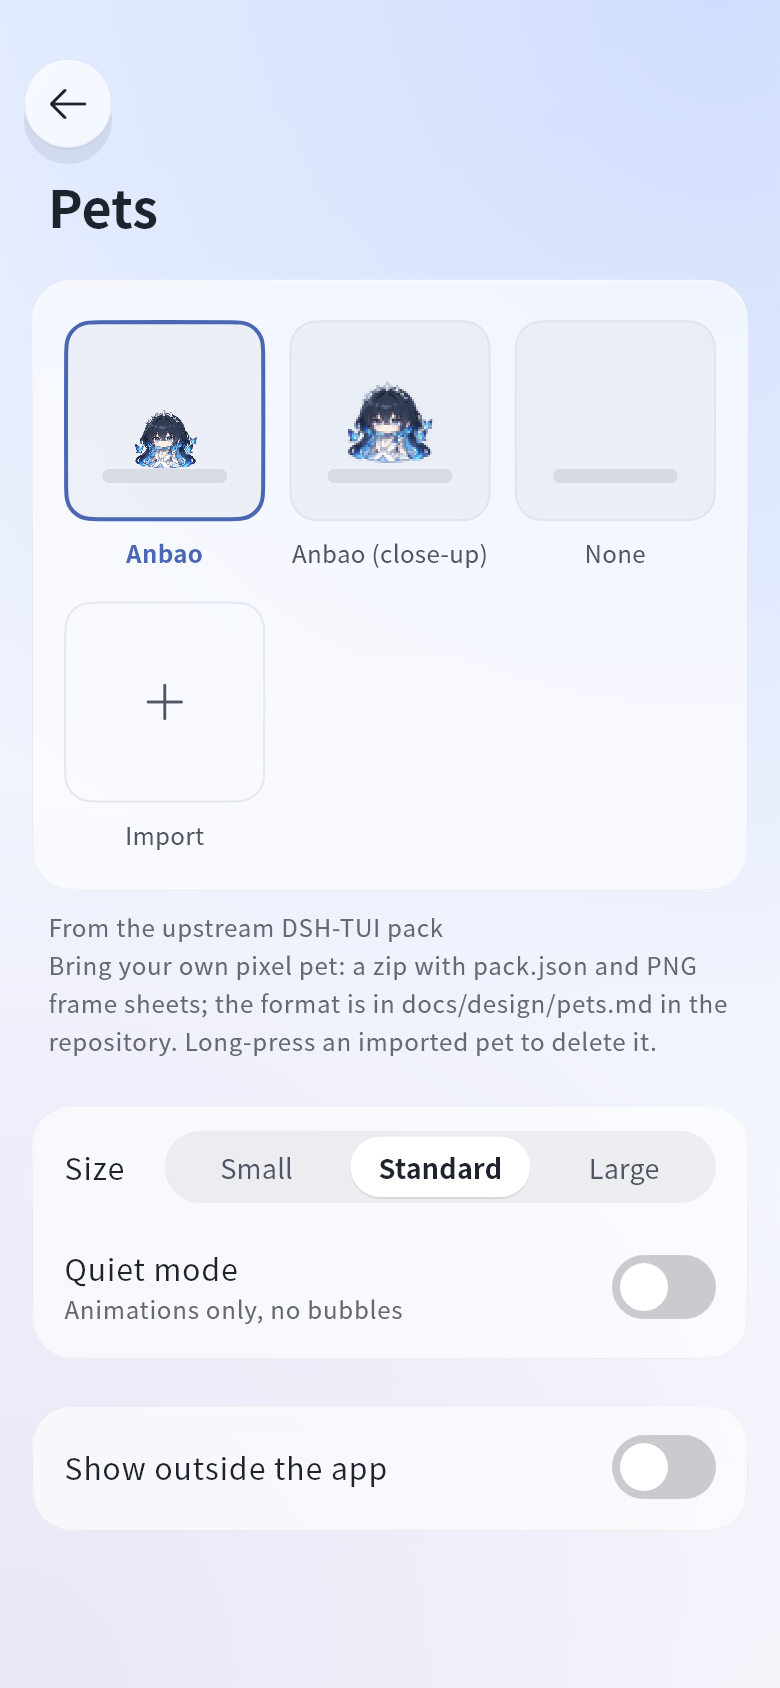 Pets
Anbao
Anbao (close-up)
None
Import
From the upstream DSH-TUI pack
Bring your own pixel pet: a zip with pack.json and PNG
frame sheets; the format is in docs/design/pets.md in the
repository. Long-press an imported pet to delete it.
Size
Small
Standard
Large
Quiet mode
Animations only, no bubbles
Show outside the app